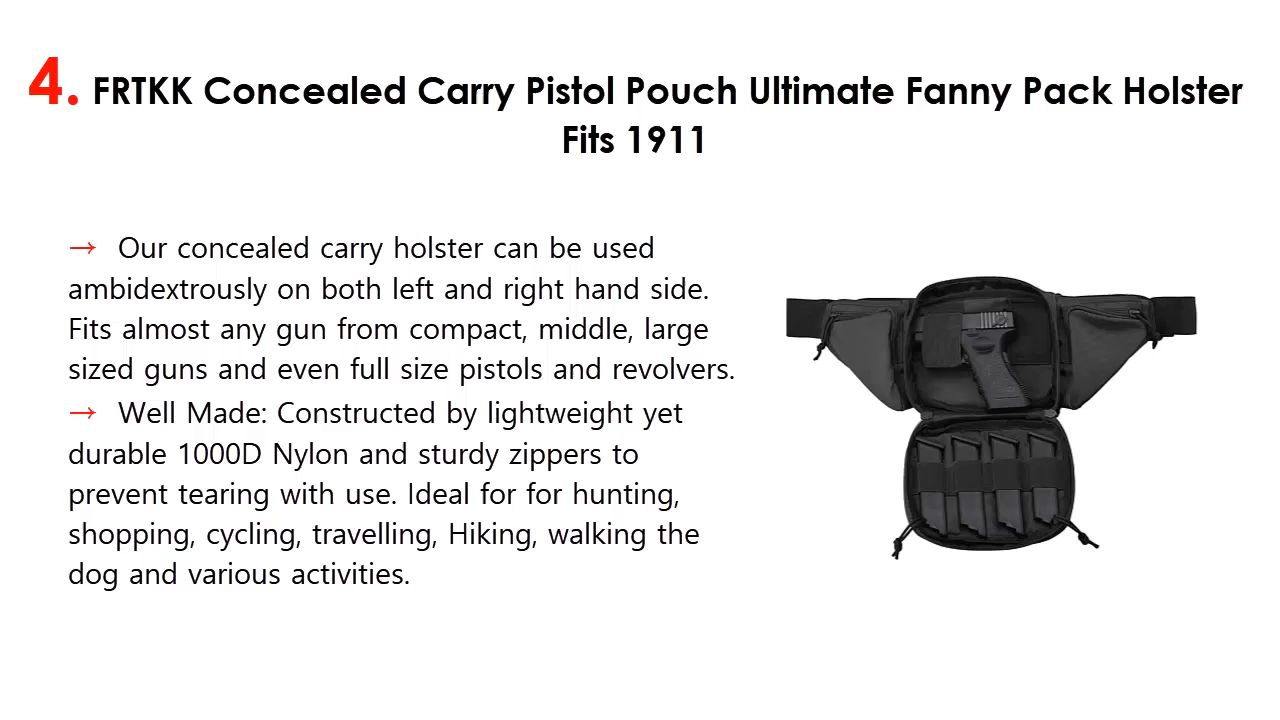 4. FRTKK Concealed Carry Pistol Pouch Ultimate Fanny Pack Holster
Fits 1911
→ Our concealed carry holster can be used
ambidextrously on both left and right hand side.
Fits almost any gun from compact, middle, large
sized guns and even full size pistols and revolvers.
→ Well Made: Constructed by lightweight yet
durable 1000D Nylon and sturdy zippers to
prevent tearing with use. Ideal for for hunting,
shopping, cycling, travelling, Hiking, walking the
dog and various activities.